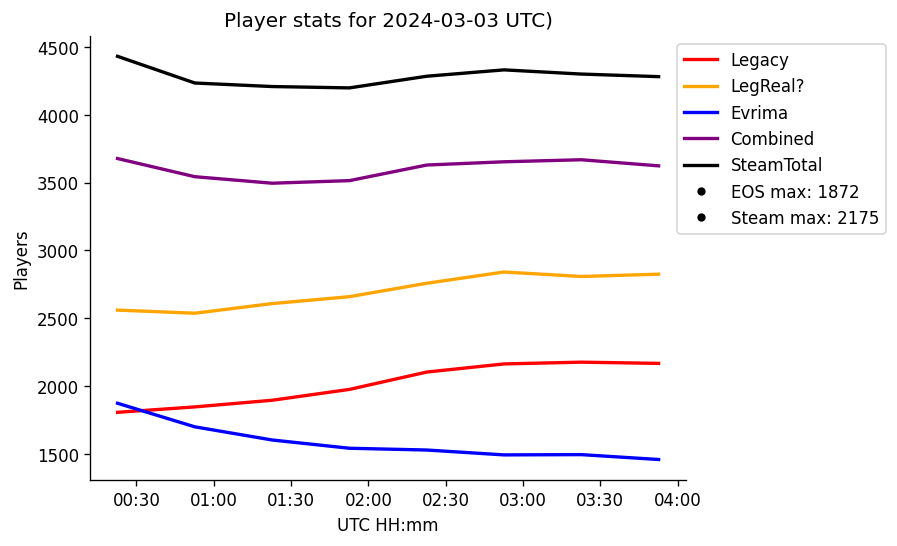 Player stats for 2024-03-03 UTC)
4500
4000
3500
3000
2500
2000
1500
Players
00:30 01:00 01:30 02:00 02:30 03:00 03:30 04:00
UTC HH:mm
Legacy
LegReal?
Evrima
Combined
SteamTotal
EOS max: 1872
Steam max: 2175